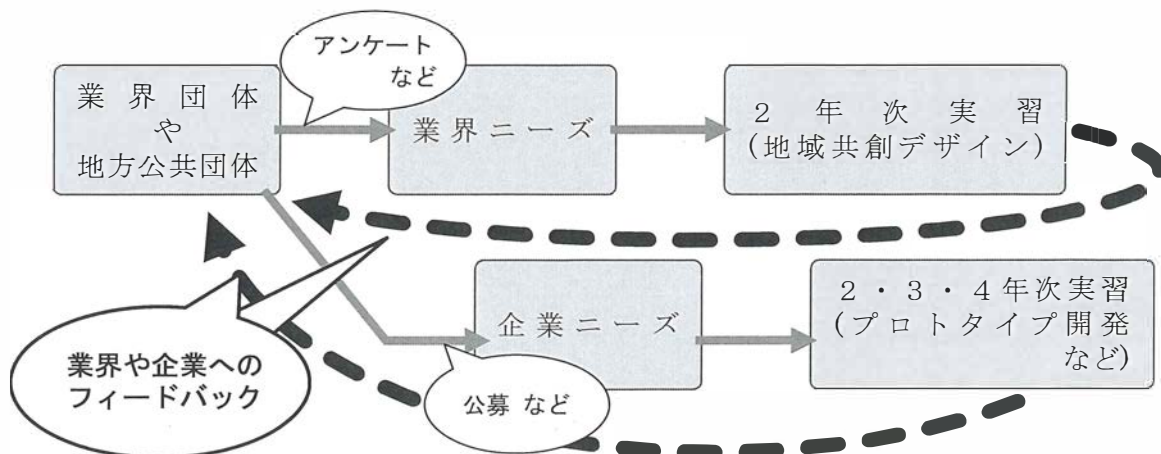 アンケート
など
業界団体
や
地方公共団体
業界ニーズ
2年次実習
(地域共創デザイン)
企業ニーズ
2・3・4年次実習
(プロトタイプ開発
など)
業界や企業への
フィードバック
公募 など